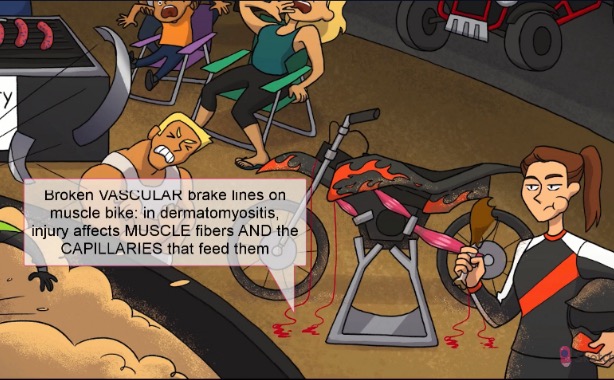 TY
Broken VASCULAR brake lines on
muscle bike: in dermatomyositis,
injury affects MUSCLE fibers AND the
CAPILLARIES that feed them